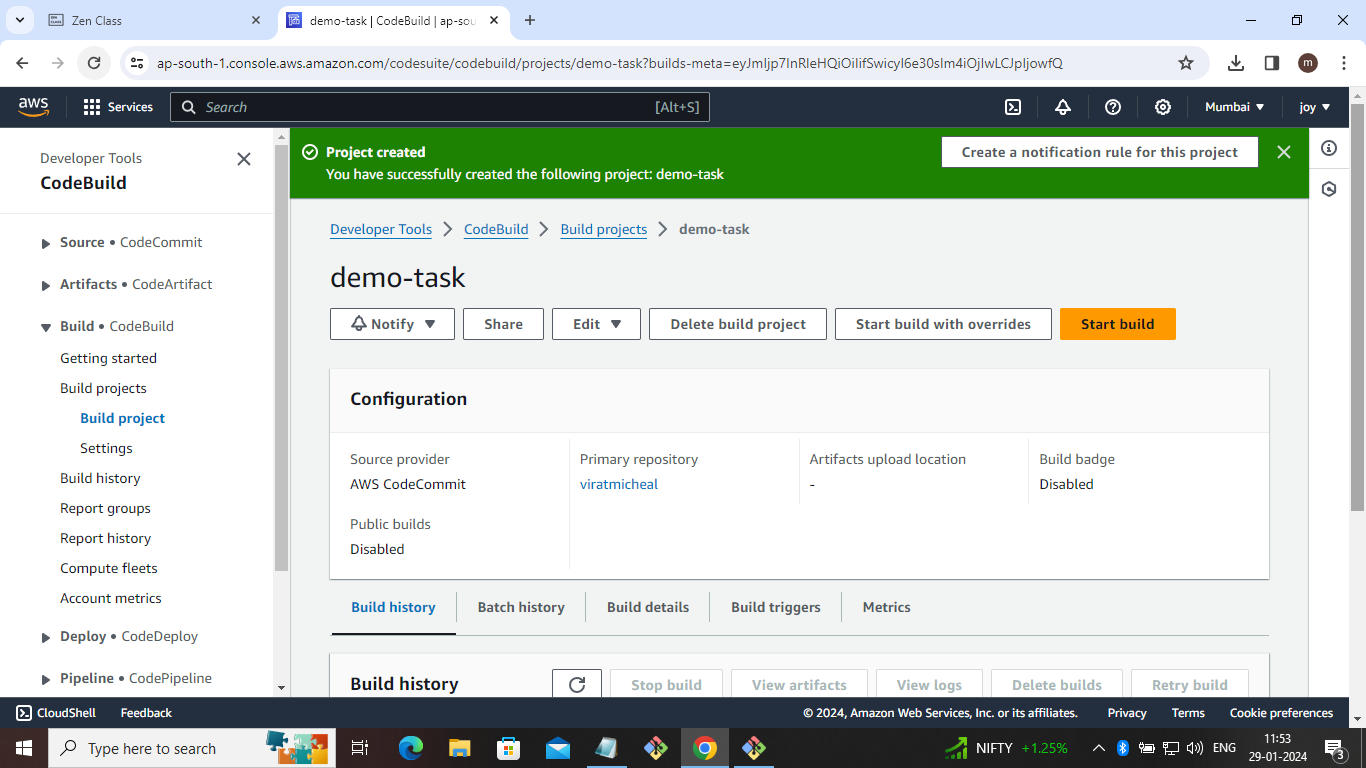 Zen Class
demo-task | CodeBuild | ap-sou
ap-south-1.console.aws.amazon.com/codesuite/codebuild/projects/demo-task?builds-meta=
m
aws
Services
Search
[Alt+S]
Mumbai
joy
Developer Tools
CodeBuild
Source • CodeCommit
Artifacts • CodeArtifact
Build • CodeBuild
Getting started
Build projects
Build project
Settings
Build history
Report groups
Report history
Compute fleets
Account metrics
Deploy • CodeDeploy
Pipeline • CodePipeline
Project created
You have successfully created the following project: demo-task
Create a notification rule for this project
Developer Tools
CodeBuild
Build projects
demo-task
demo-task
Notify
Share
Edit
Delete build project
Start build with overrides
Start build
Configuration
Source provider
AWS CodeCommit
Primary repository
viratmicheal
Artifacts upload location
-
Build badge
Disabled
Public builds
Disabled
Build history
Batch history
Build details
Build triggers
Metrics
Build history
Stop build
View artifacts
View logs
Delete builds
Retry build
CloudShell
Feedback
© 2024, Amazon Web Services, Inc. or its affiliates.
Privacy
Terms
Cookie preferences
Type here to search
NIFTY +1.25%
ENG
11:53
29-01-2024
3